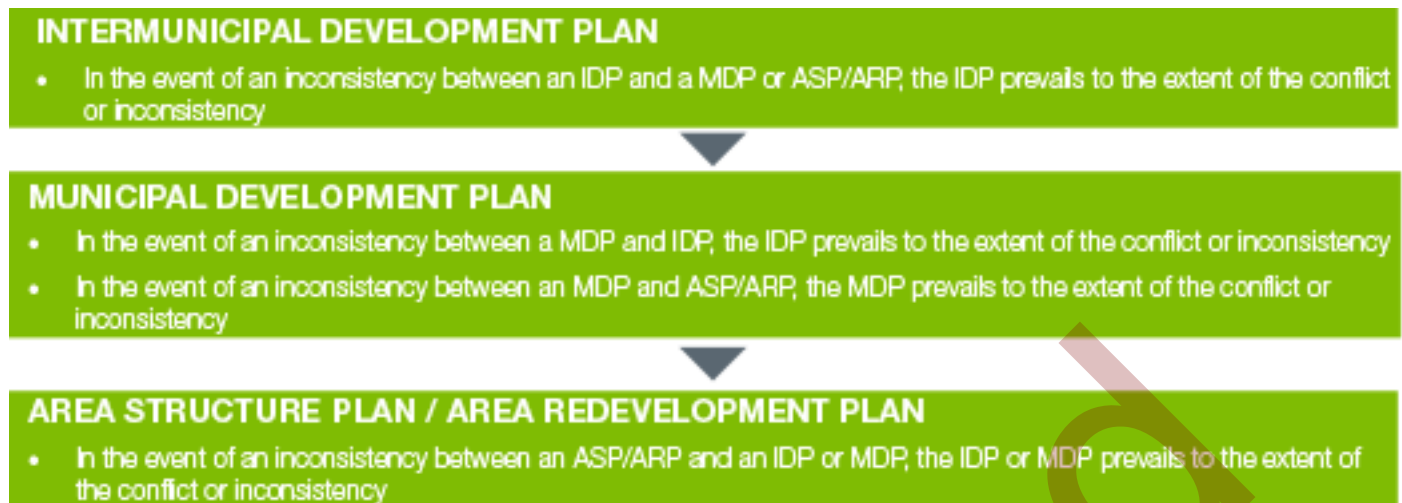 INTERMUNICIPAL DEVELOPMENT PLAN
• In the event of an inconsistency between an IDP and a MDP or ASP/ARP, the IDP prevails to the extent of the conflict
or inconsistency
MUNICIPAL DEVELOPMENT PLAN
• In the event of an inconsistency between a MDP and IDP, the IDP prevails to the extent of the conflict or inconsistency
• In the event of an inconsistency between an MDP and ASP/ARP, the MDP prevails to the extent of the conflict or
inconsistency
AREA STRUCTURE PLAN / AREA REDEVELOPMENT PLAN
• In the event of an inconsistency between an ASP/ARP and an IDP or MDP, the IDP or MDP prevails to the extent of
the conflict or inconsistency